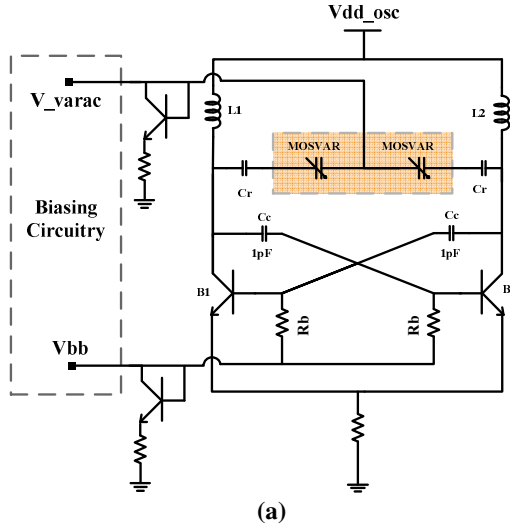 Vdd_osc
V_varac
L1
L2
MOSVAR
MOSVAR
Cr
Cr
Biasing
Circuitry
Cc
Cc
1pF
1pF
B1
B
Rb
Rb
Vbb
(a)